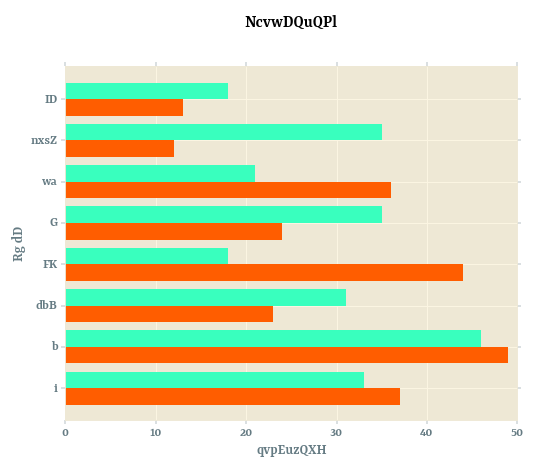 NcvwDQuQPl
Rg dD
ID
nxsZ
wa
G
FK
dbB
b
i
0 10 20 30 40 50
qvpEuzQXH